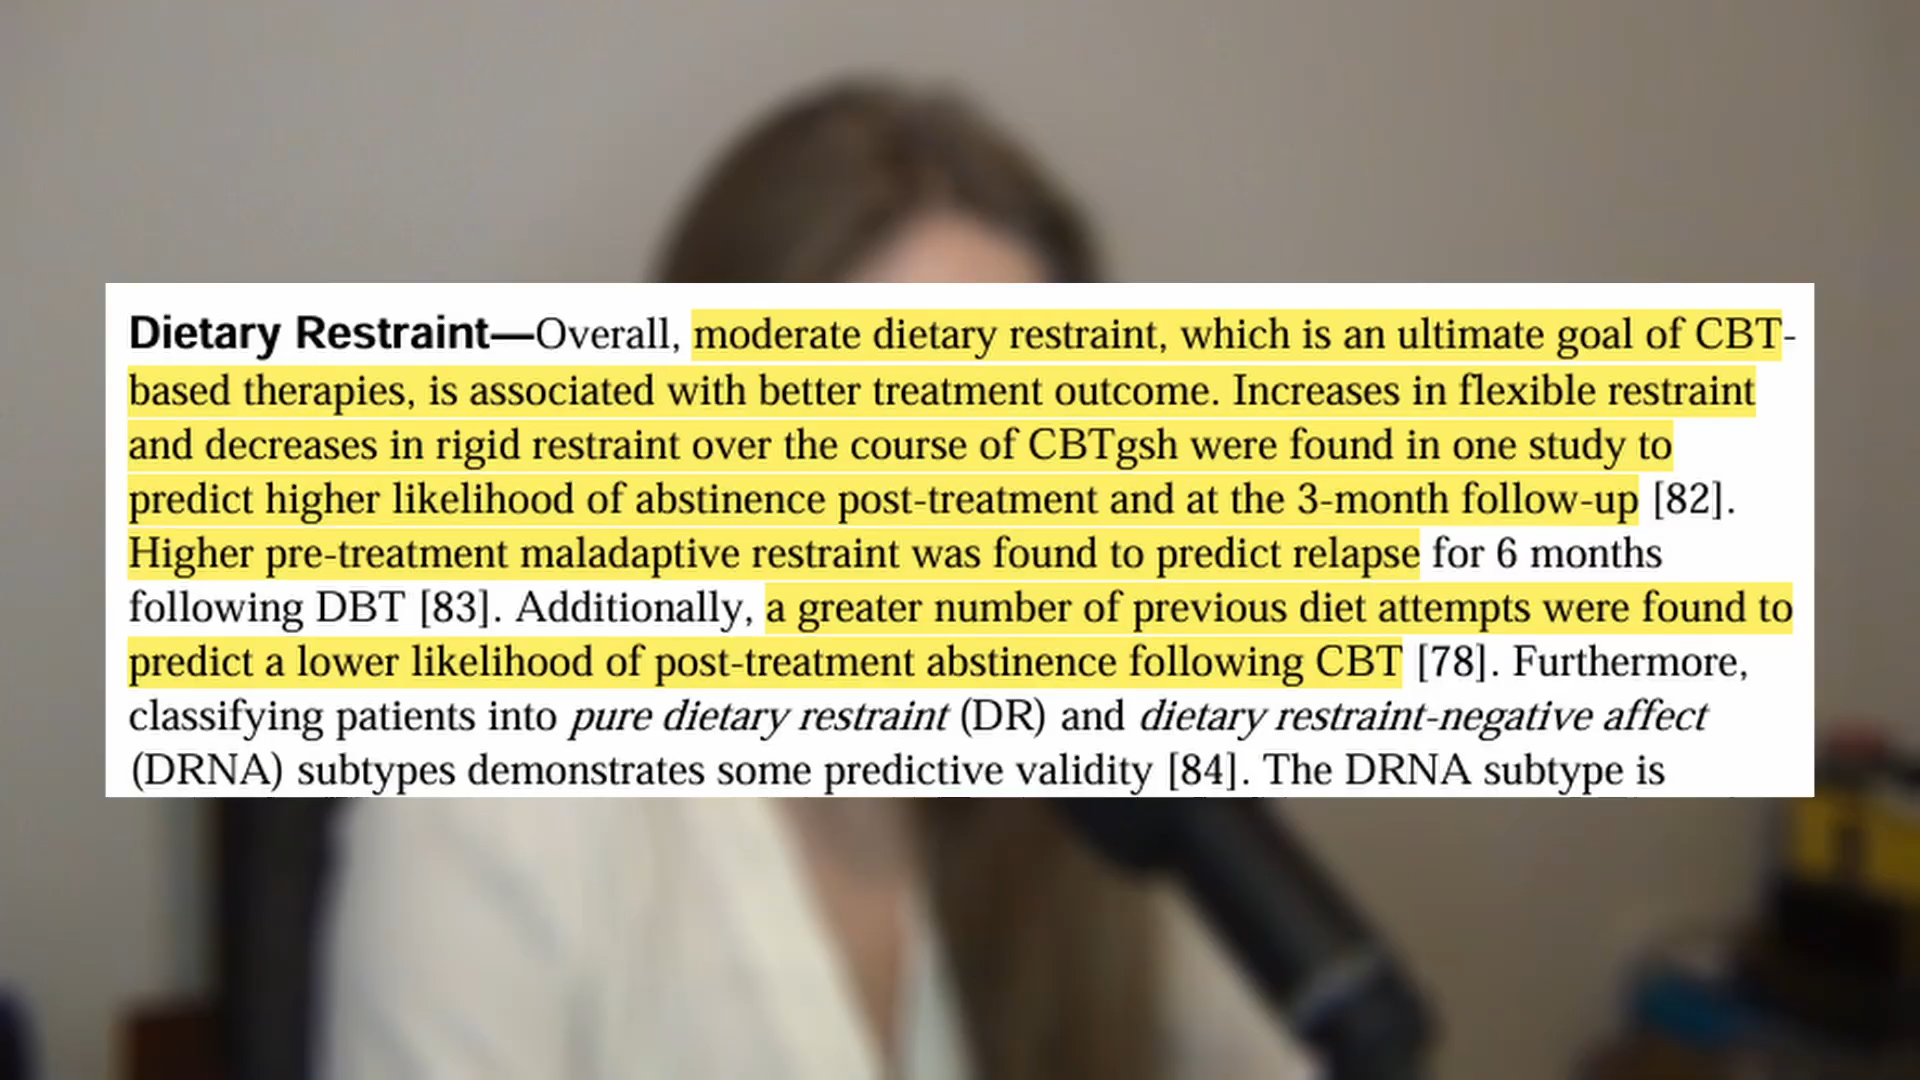 Dietary Restraint—Overall, moderate dietary restraint, which is an ultimate goal of CBT-
based therapies, is associated with better treatment outcome. Increases in flexible restraint
and decreases in rigid restraint over the course of CBTgsh were found in one study to
predict higher likelihood of abstinence post-treatment and at the 3-month follow-up [82].
Higher pre-treatment maladaptive restraint was found to predict relapse for 6 months
following DBT [83]. Additionally, a greater number of previous diet attempts were found to
predict a lower likelihood of post-treatment abstinence following CBT [78]. Furthermore,
classifying patients into pure dietary restraint (DR) and dietary restraint-negative affect
(DRNA) subtypes demonstrates some predictive validity [84]. The DRNA subtype is